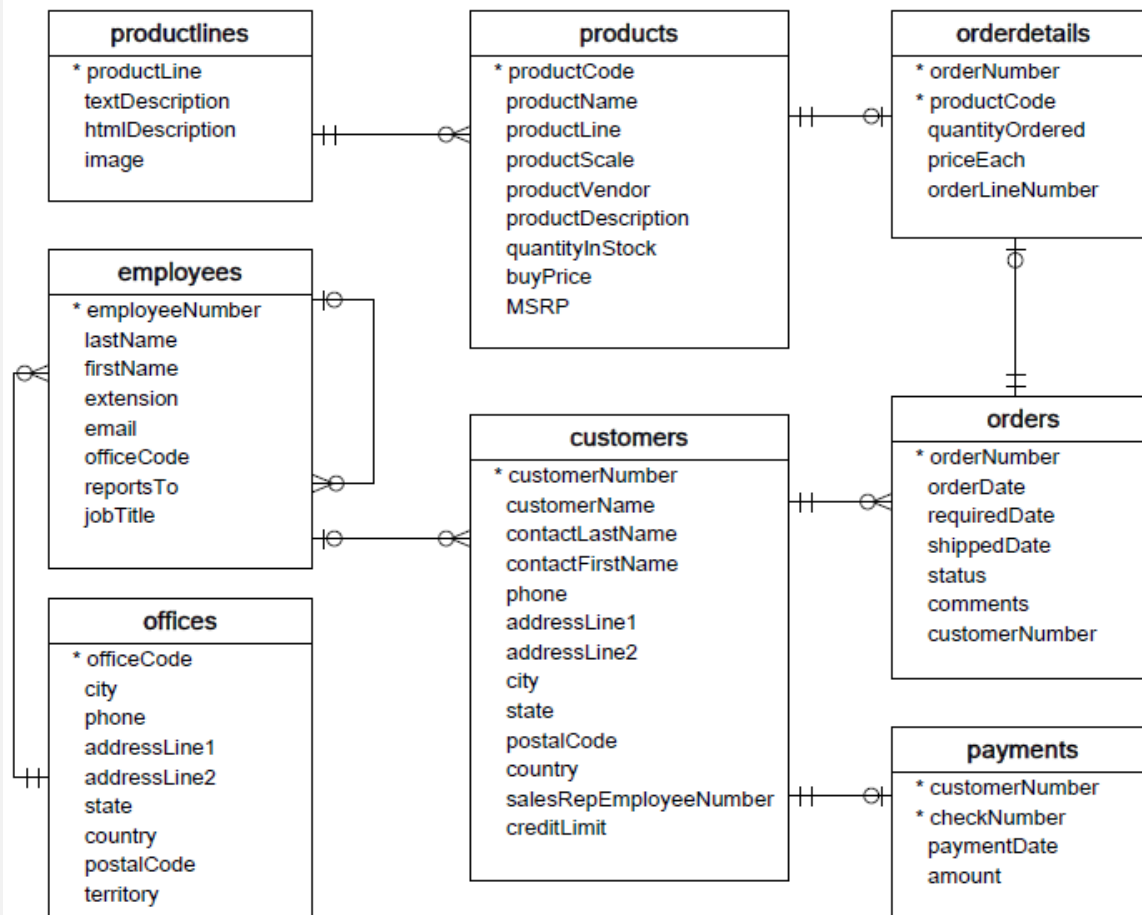 productlines
* productLine
textDescription
htmlDescription
image
products
* productCode
productName
productLine
productScale
productVendor
productDescription
quantityInStock
buyPrice
MSRP
orderdetails
* orderNumber
* productCode
quantityOrdered
priceEach
orderLineNumber
employees
* employeeNumber
lastName
firstName
extension
email
officeCode
reportsTo
jobTitle
customers
* customerNumber
customerName
contactLastName
contactFirstName
phone
addressLine1
addressLine2
city
state
postalCode
country
salesRepEmployeeNumber
creditLimit
orders
* orderNumber
orderDate
requiredDate
shippedDate
status
comments
customerNumber
offices
* officeCode
city
phone
addressLine1
addressLine2
state
country
postalCode
territory
payments
* customerNumber
* checkNumber
paymentDate
amount